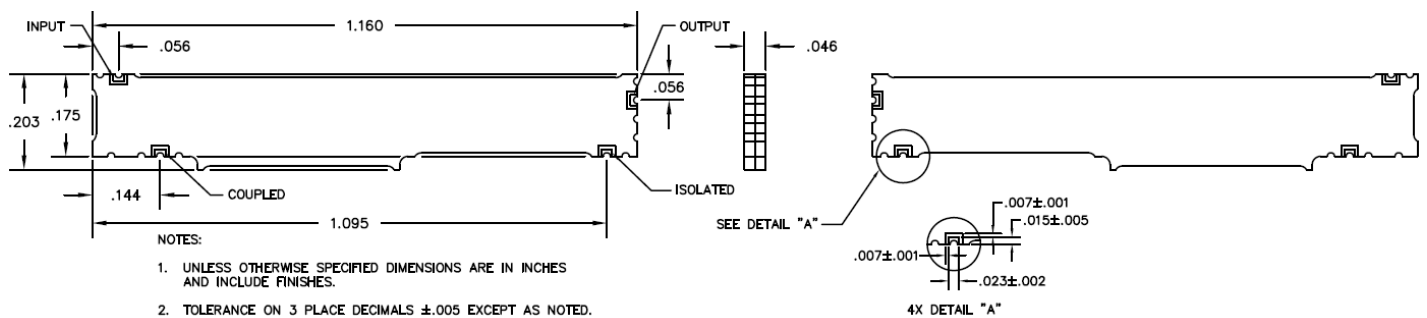 INPUT
1.160
OUTPUT
.056
.046
.056
.203
.175
COUPLED
ISOLATED
.144
1.095
SEE DETAIL "A"
.007±.001
.015±.005
.007±.001
.023±.002
4X DETAIL "A"
NOTES:
1. UNLESS OTHERWISE SPECIFIED DIMENSIONS ARE IN INCHES
AND INCLUDE FINISHES.
2. TOLERANCE ON 3 PLACE DECIMALS ±.005 EXCEPT AS NOTED.